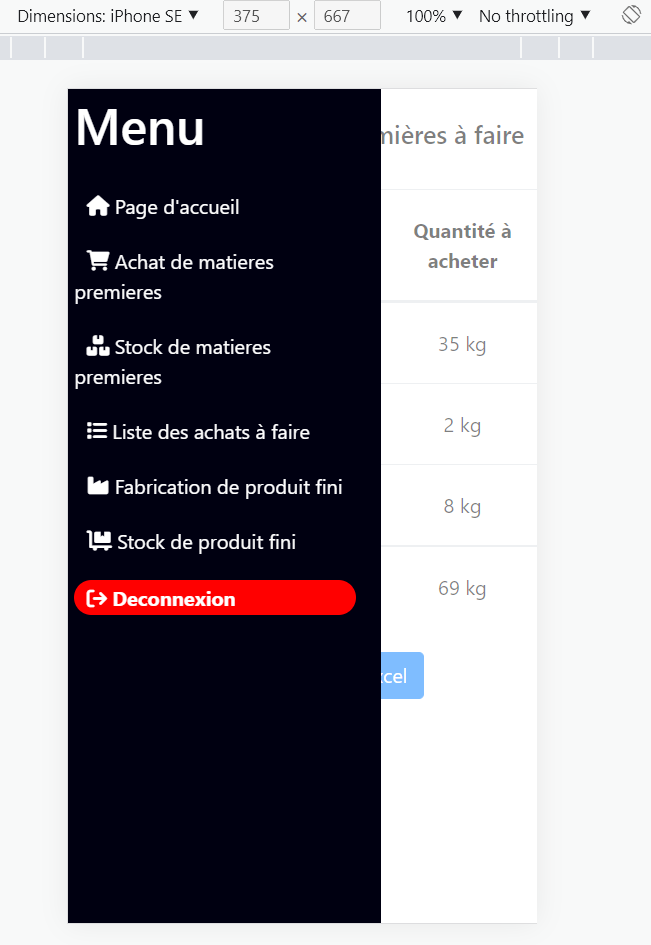 Dimensions: iPhone SE ▼ 375 × 667 100% ▼ No throttling ▼
Menu
mières à faire
Page d'accueil
Quantité à
acheter
Achat de matieres
premieres
Stock de matieres
premieres
35 kg
Liste des achats à faire
2 kg
Fabrication de produit fini
8 kg
Stock de produit fini
Deconnexion
69 kg
xcel